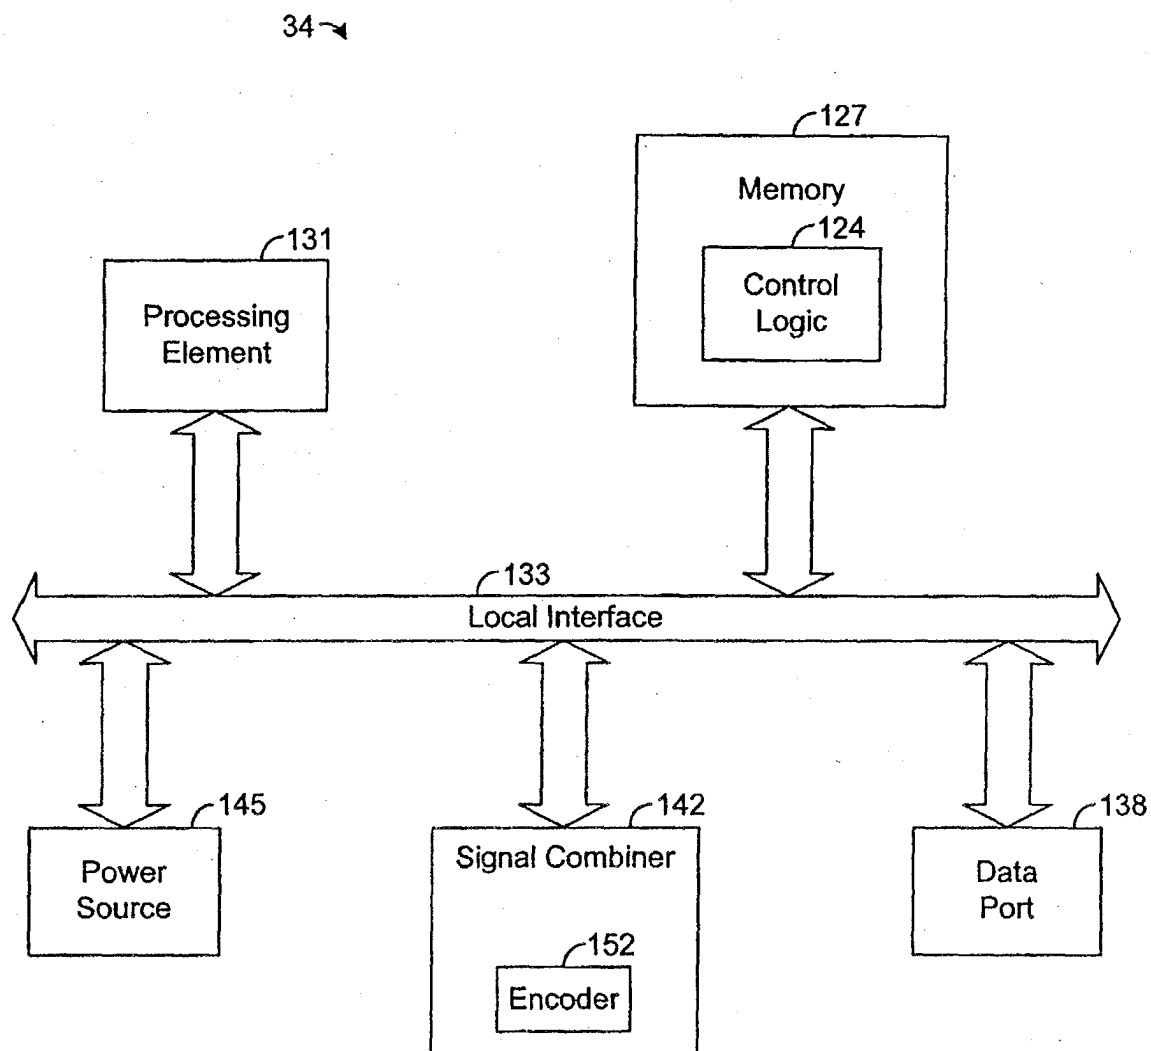 34
127
Memory
124
Control
Logic
131
Processing
Element
133
Local Interface
145
Power
Source
142
Signal Combiner
152
Encoder
138
Data
Port